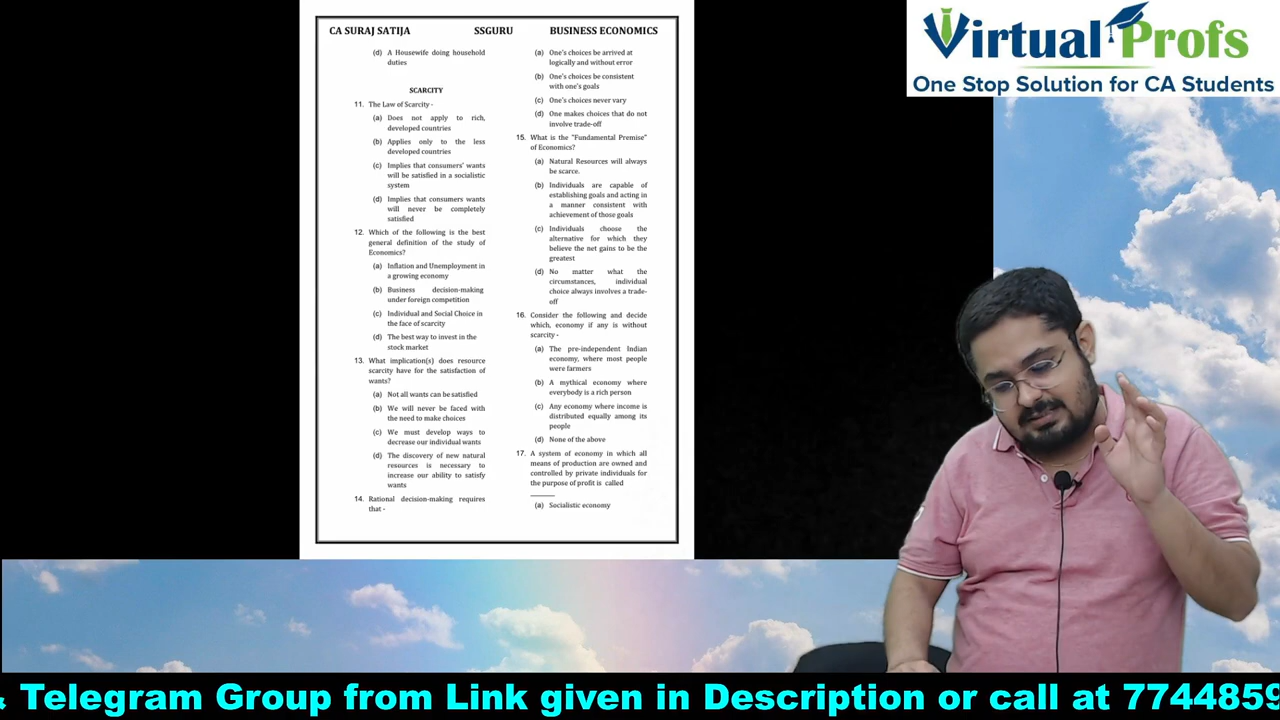 CA SURAJ SATIJA SSGURU BUSINESS ECONOMICS
(d) A Housewife doing household
duties
SCARCITY
11. The Law of Scarcity -
(a) Does not apply to rich,
developed countries
(b) Applies only to the less
developed countries
(c) Implies that consumers' wants
will be satisfied in a socialistic
system
(d) Implies that consumers wants
will never be completely
satisfied
12. Which of the following is the best
general definition of the study of
Economics?
(a) Inflation and Unemployment in
a growing economy
(b) Business decision-making
under foreign competition
(c) Individual and Social Choice in
the face of scarcity
(d) The best way to invest in the
stock market
13. What implication(s) does resource
scarcity have for the satisfaction of
wants?
(a) Not all wants can be satisfied
(b) We will never be faced with
the need to make choices
(c) We must develop ways to
decrease our individual wants
(d) The discovery of new natural
resources is necessary to
increase our ability to satisfy
wants
14. Rational decision-making requires
that -
(a) One's choices be arrived at
logically and without error
(b) One's choices be consistent
with one's goals
(c) One's choices never vary
(d) One makes choices that do not
involve trade-off
15. What is the "Fundamental Premise"
of Economics?
(a) Natural Resources will always
be scarce.
(b) Individuals are capable of
establishing goals and acting in
a manner consistent with
achievement of those goals
(c) Individuals choose the
alternative for which they
believe the net gains to be the
greatest
(d) No matter what the
circumstances, individual
choice always involves a trade-
off
16. Consider the following and decide
which, economy if any is without
scarcity -
(a) The pre-independent Indian
economy, where most people
were farmers
(b) A mythical economy where
everybody is a rich person
(c) Any economy where income is
distributed equally among its
people
(d) None of the above
17. A system of economy in which all
means of production are owned and
controlled by private individuals for
the purpose of profit is called
______
(a) Socialistic economy
Virtual Profs
One Stop Solution for CA Students
& Telegram Group from Link given in Description or call at 7744859